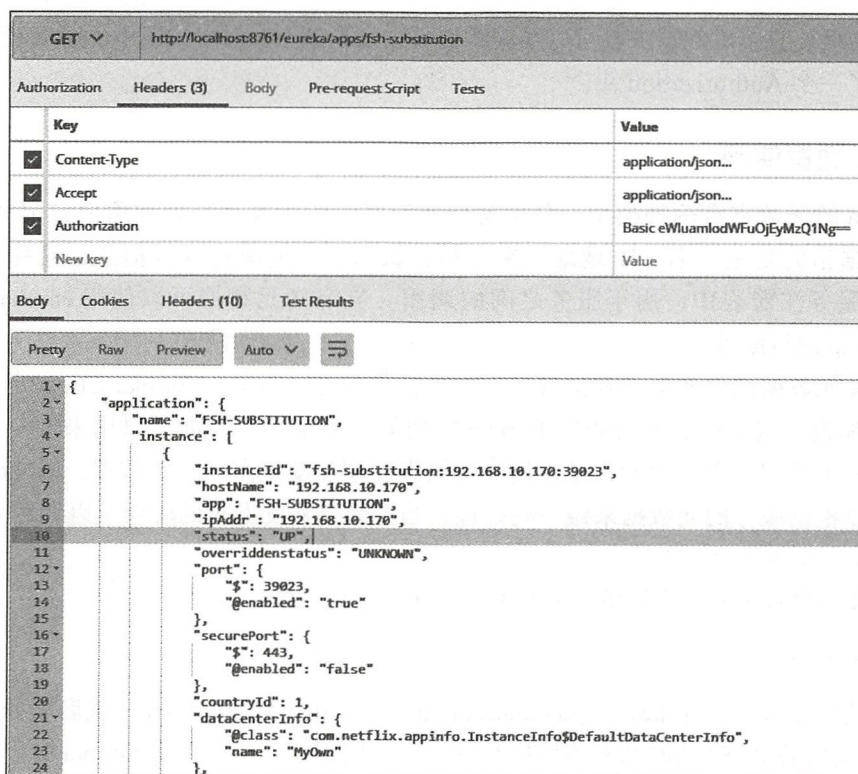 GET http://localhost:8761/eureka/apps/fsh-substitution
Authorization Headers (3) Body Pre-request Script Tests
Key Value
Content-Type application/json...
Accept application/json...
Authorization Basic eWluamlodWFuOjEyMzQ1Ng==
New key Value
Body Cookies Headers (10) Test Results
Pretty Raw Preview Auto
1 {
2 "application": {
3 "name": "FSH-SUBSTITUTION",
4 "instance": [
5 {
6 "instanceId": "fsh-substitution:192.168.10.170:39023",
7 "hostName": "192.168.10.170",
8 "app": "FSH-SUBSTITUTION",
9 "ipAddr": "192.168.10.170",
10 "status": "UP",
11 "overriddenstatus": "UNKNOWN",
12 "port": {
13 "$": 39023,
14 "@enabled": "true"
15 },
16 "securePort": {
17 "$": 443,
18 "@enabled": "false"
19 },
20 "countryId": 1,
21 "dataCenterInfo": {
22 "@class": "com.netflix.appinfo.InstanceInfo$DefaultDataCenterInfo",
23 "name": "MyOwn"
24 },